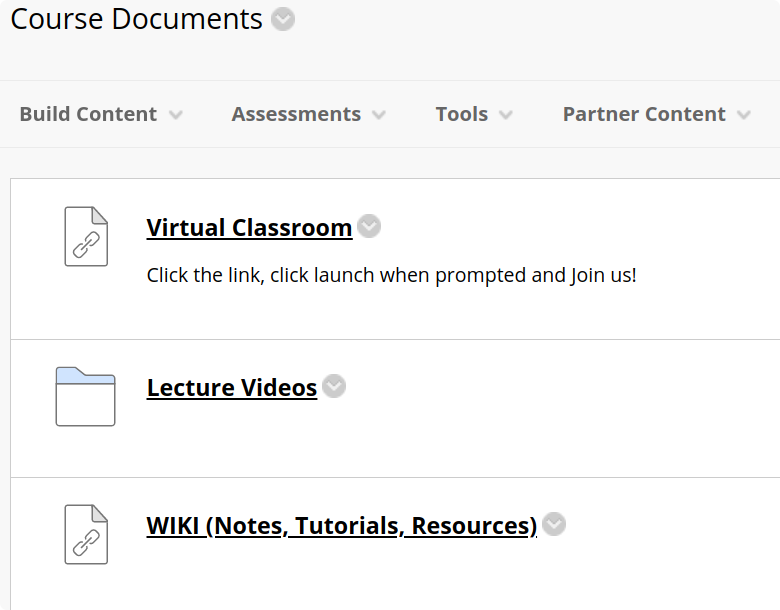 Course Documents
Build Content Assessments Tools Partner Content
Virtual Classroom
Click the link, click launch when prompted and Join us!
Lecture Videos
WIKI (Notes, Tutorials, Resources)